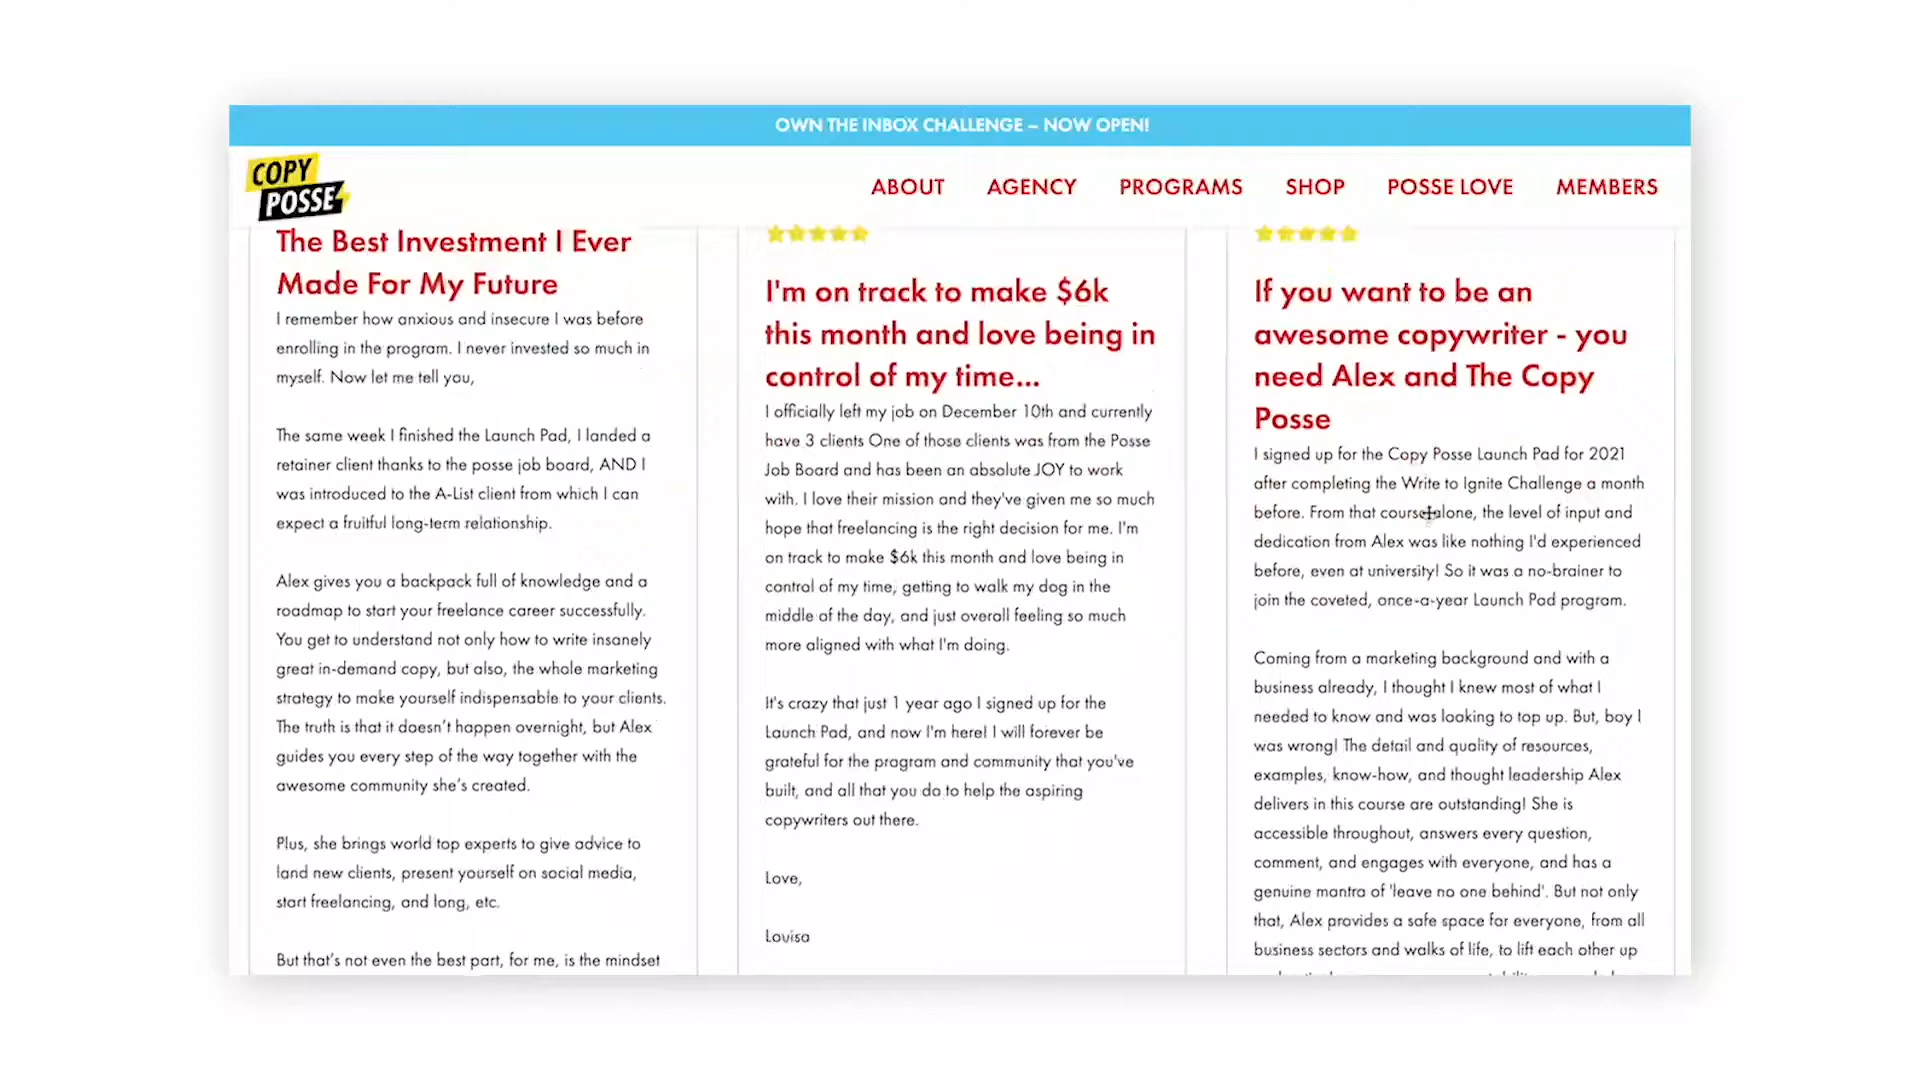 OWN THE INBOX CHALLENGE – NOW OPEN!
COPY
POSSE
ABOUT AGENCY PROGRAMS SHOP POSSE LOVE MEMBERS
The Best Investment I Ever
Made For My Future
I remember how anxious and insecure I was before
enrolling in the program. I never invested so much in
myself. Now let me tell you,
The same week I finished the Launch Pad, I landed a
retainer client thanks to the posse job board, AND I
was introduced to the A-List client from which I can
expect a fruitful long-term relationship.
Alex gives you a backpack full of knowledge and a
roadmap to start your freelance career successfully.
You get to understand not only how to write insanely
great in-demand copy, but also, the whole marketing
strategy to make yourself indispensable to your clients.
The truth is that it doesn't happen overnight, but Alex
guides you every step of the way together with the
awesome community she's created.
Plus, she brings world top experts to give advice to
land new clients, present yourself on social media,
start freelancing, and long, etc.
But that's not even the best part, for me, is the mindset
I'm on track to make $6k
this month and love being in
control of my time...
I officially left my job on December 10th and currently
have 3 clients One of those clients was from the Posse
Job Board and has been an absolute JOY to work
with. I love their mission and they've given me so much
hope that freelancing is the right decision for me. I'm
on track to make $6k this month and love being in
control of my time, getting to walk my dog in the
middle of the day, and just overall feeling so much
more aligned with what I'm doing.
It's crazy that just 1 year ago I signed up for the
Launch Pad, and now I'm here! I will forever be
grateful for the program and community that you've
built, and all that you do to help the aspiring
copywriters out there.
Love,
Louisa
If you want to be an
awesome copywriter - you
need Alex and The Copy
Posse
I signed up for the Copy Posse Launch Pad for 2021
after completing the Write to Ignite Challenge a month
before. From that course alone, the level of input and
dedication from Alex was like nothing I'd experienced
before, even at university! So it was a no-brainer to
join the coveted, once-a-year Launch Pad program.
Coming from a marketing background and with a
business already, I thought I knew most of what I
needed to know and was looking to top up. But, boy I
was wrong! The detail and quality of resources,
examples, know-how, and thought leadership Alex
delivers in this course are outstanding! She is
accessible throughout, answers every question,
comment, and engages with everyone, and has a
genuine mantra of 'leave no one behind'. But not only
that, Alex provides a safe space for everyone, from all
business sectors and walks of life, to lift each other up